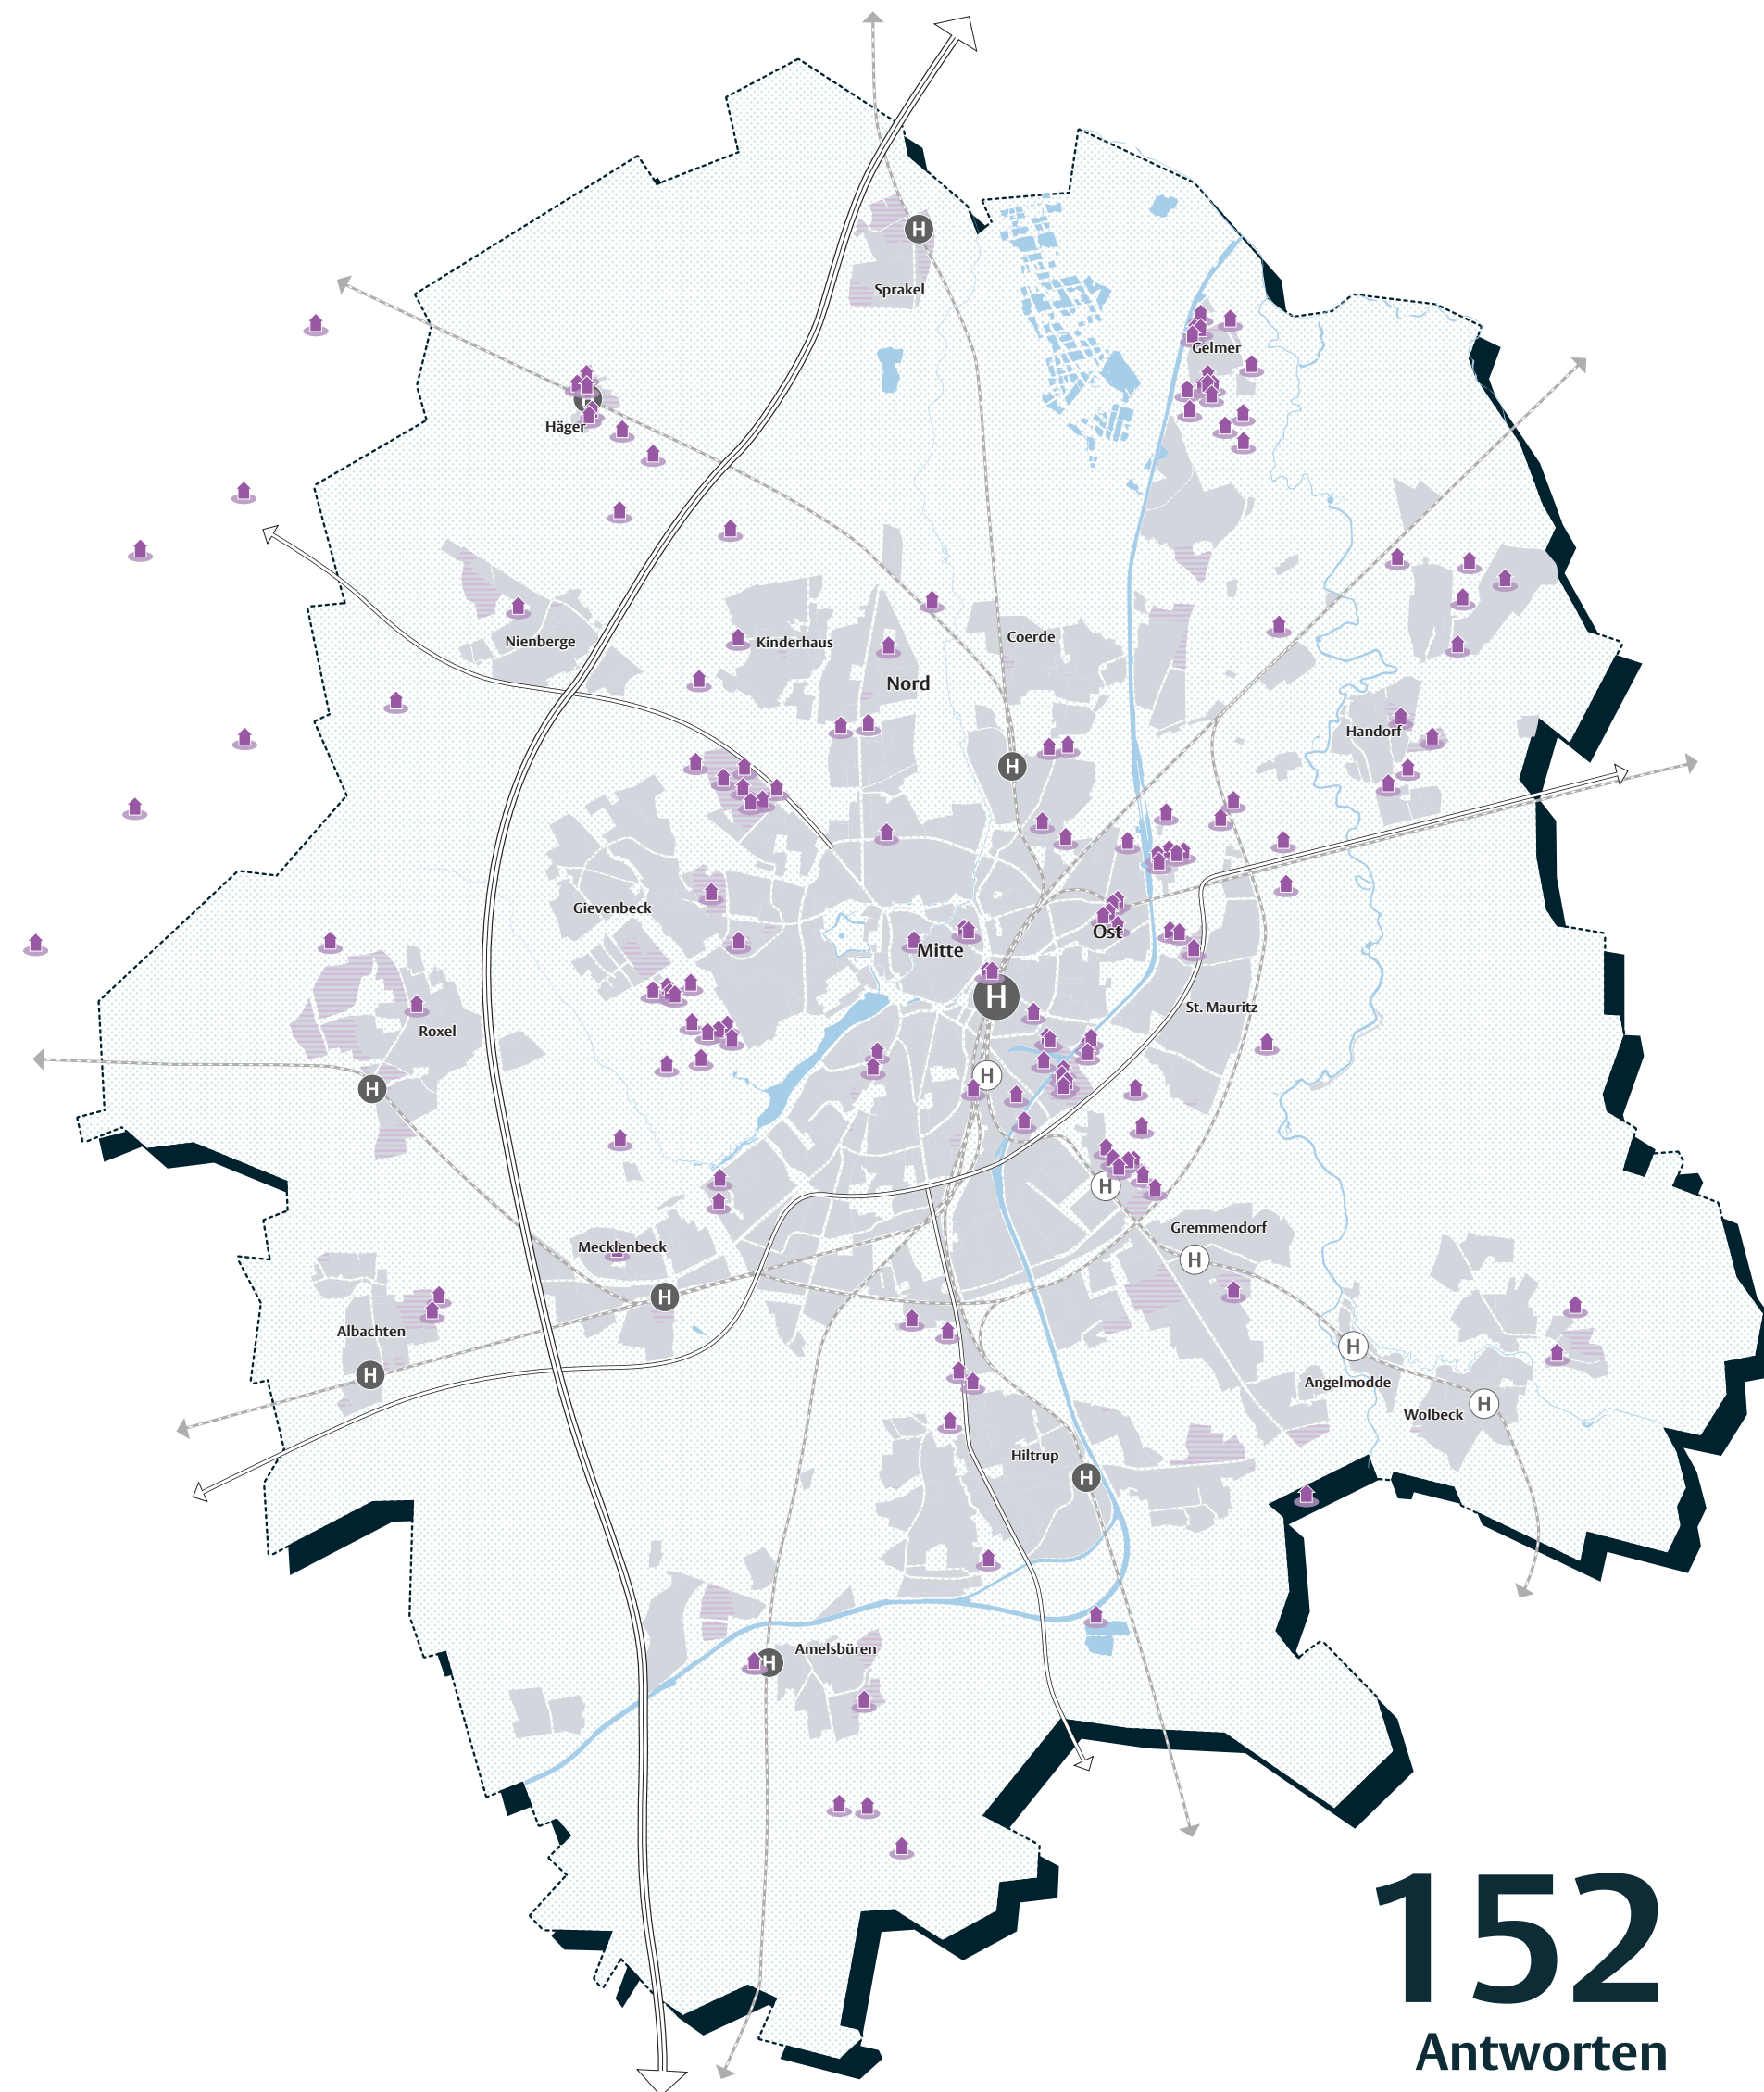 H
Sprakel
Gelmer
H
Häger
Nienberge
Kinderhaus
Coerde
Nord
Handorf
H
Gievenbeck
Ost
Mitte
H
St. Mauritz
Roxel
H
H
H
Gremmendorf
Mecklenbeck
H
H
Albachten
H
H
Angelmodde
H
Wolbeck
Hiltrup
H
Amelsbüren
H
152
Antworten